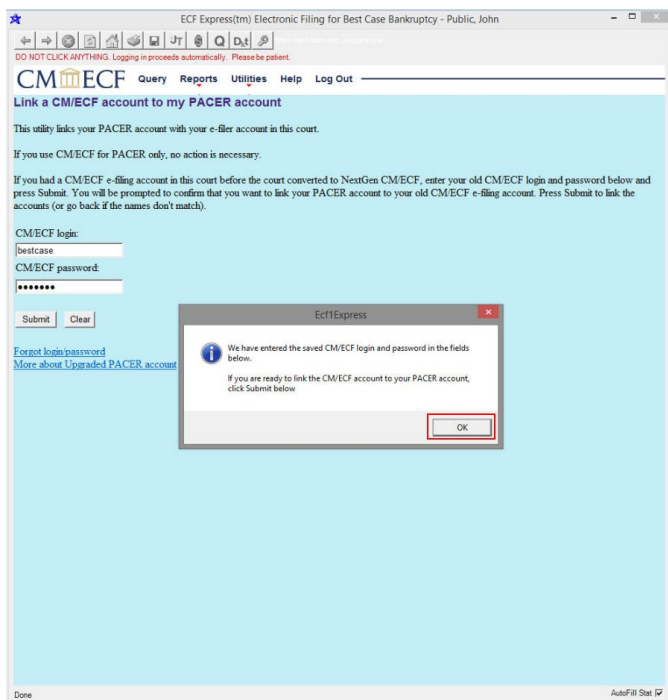 ECF Express(tm) Electronic Filing for Best Case Bankruptcy - Public, John
DO NOT CLICK ANYTHING. Logging in proceeds automatically. Please be patient.
CM ECF Query Reports Utilities Help Log Out
Link a CM/ECF account to my PACER account
This utility links your PACER account with your e-filer account in this court.
If you use CM/ECF for PACER only, no action is necessary.
If you had a CM/ECF e-filing account in this court before the court converted to NextGen CM/ECF, enter your old CM/ECF login and password below and
press Submit. You will be prompted to confirm that you want to link your PACER account to your old CM/ECF e-filing account. Press Submit to link the
accounts (or go back if the names don't match).
CM/ECF login:
bestcase
CM/ECF password:
•••••••
Submit Clear
Forgot login/password
More about Upgraded PACER account
Ecf1Express
We have entered the saved CM/ECF login and password in the fields
below.
If you are ready to link the CM/ECF account to your PACER account,
click Submit below
OK
Done
AutoFill Stat